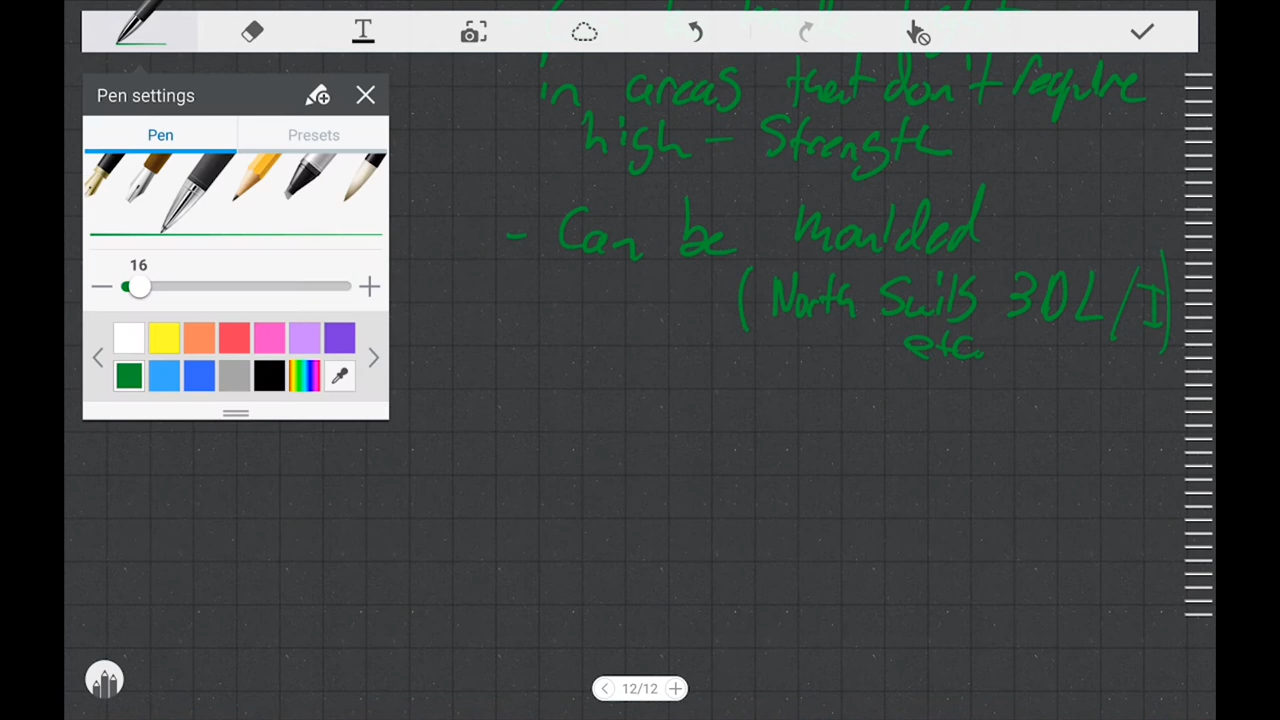 T
Pen settings
Pen
Presets
16
in areas that don't require
high - Strength
- Can be moulded
( North Sails 3DL/I)
etc.
12/12